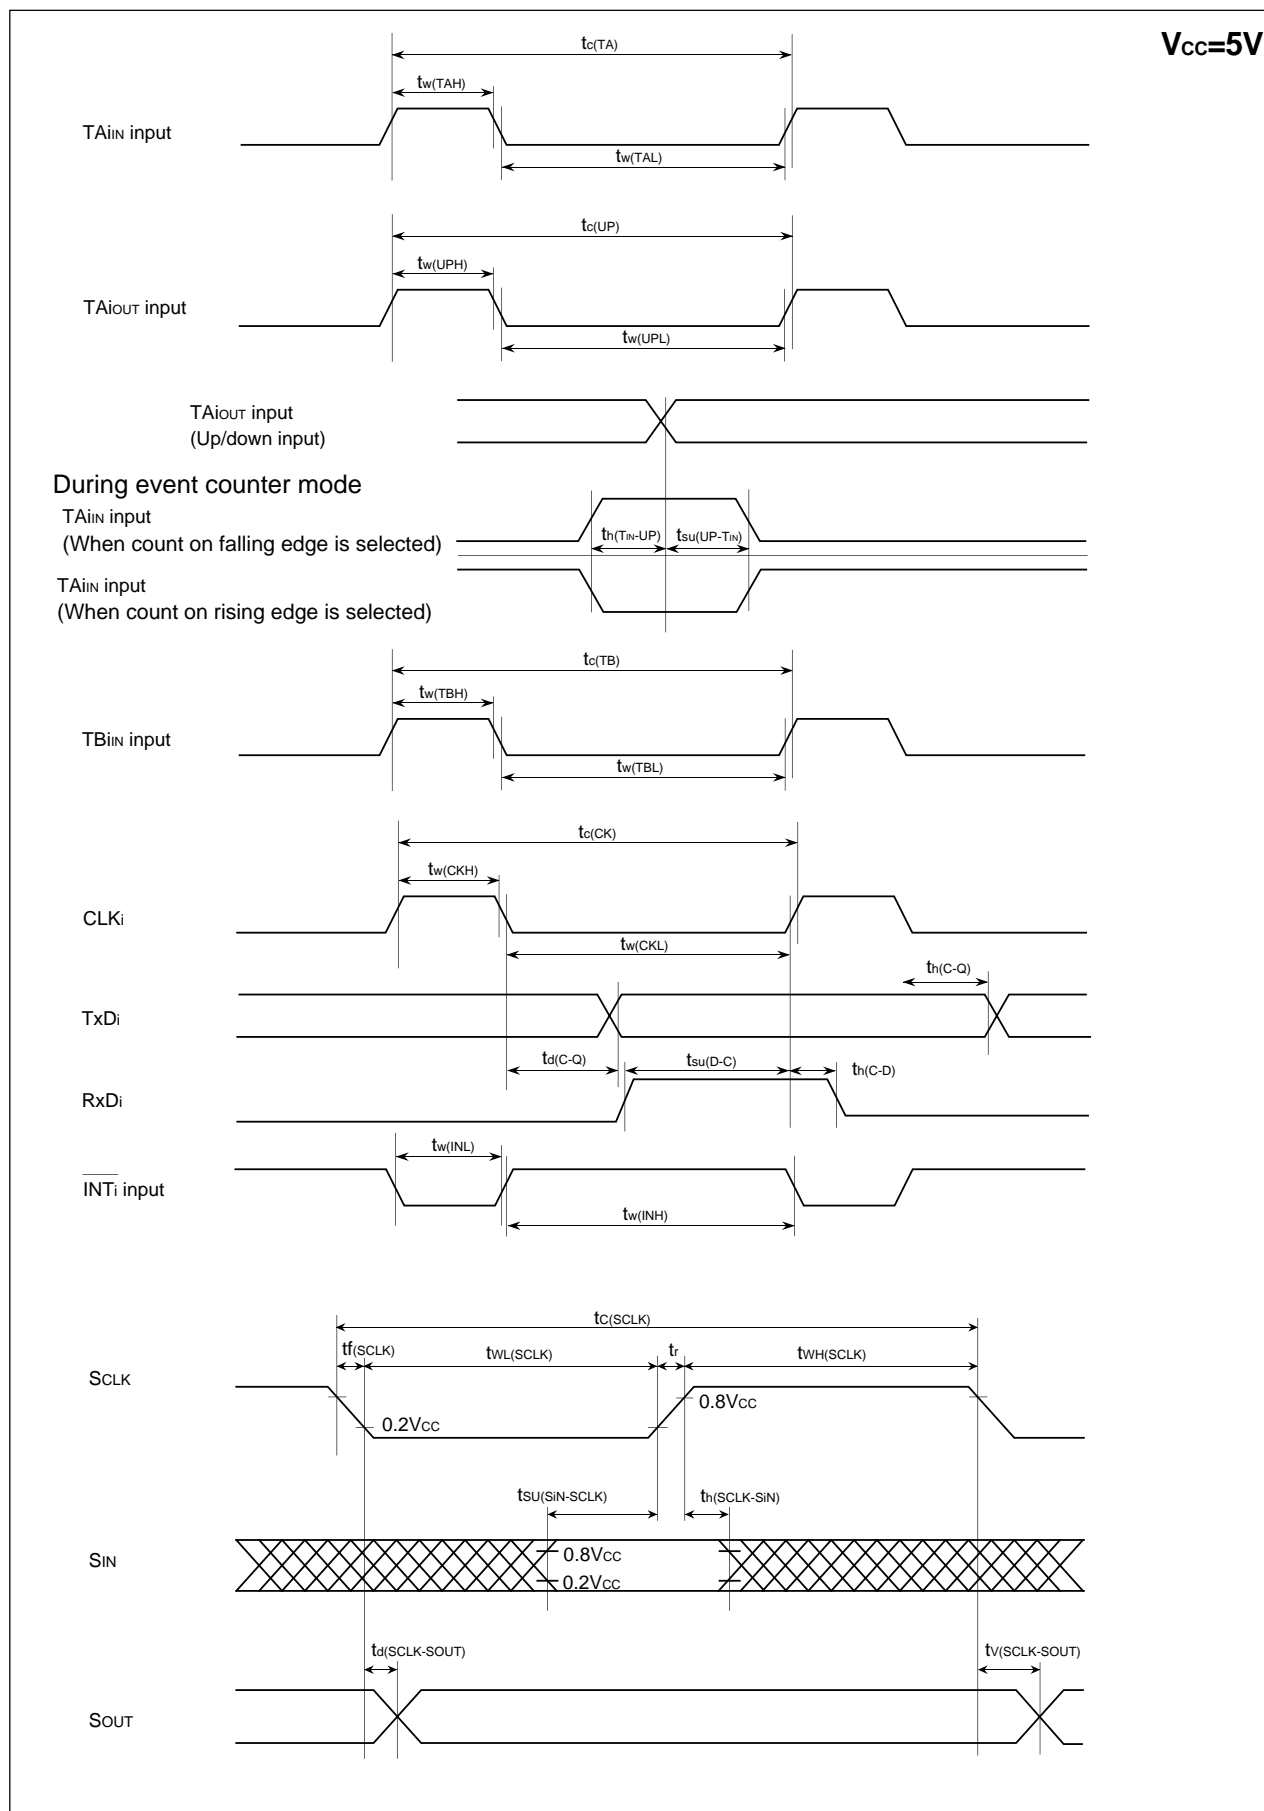 VCC=5V
tc(TA)
tw(TAH)
TAiIN input
tw(TAL)
tc(UP)
tw(UPH)
TAiOUT input
tw(UPL)
TAiOUT input
(Up/down input)
During event counter mode
TAiIN input
(When count on falling edge is selected)
th(TIN-UP) tsu(UP-TIN)
TAiIN input
(When count on rising edge is selected)
tc(TB)
tw(TBH)
TBiIN input
tw(TBL)
tc(CK)
tw(CKH)
CLKi
tw(CKL)
th(C-Q)
TxDi
td(C-Q) tsu(D-C) th(C-D)
RxDi
tw(INL)
INTi input
tw(INH)
tC(SCLK)
tf(SCLK) tWL(SCLK) tr tWH(SCLK)
SCLK
0.8VCC
0.2VCC
tSU(SiN-SCLK) th(SCLK-SiN)
SIN
0.8VCC
0.2VCC
td(SCLK-SOUT) tV(SCLK-SOUT)
SOUT